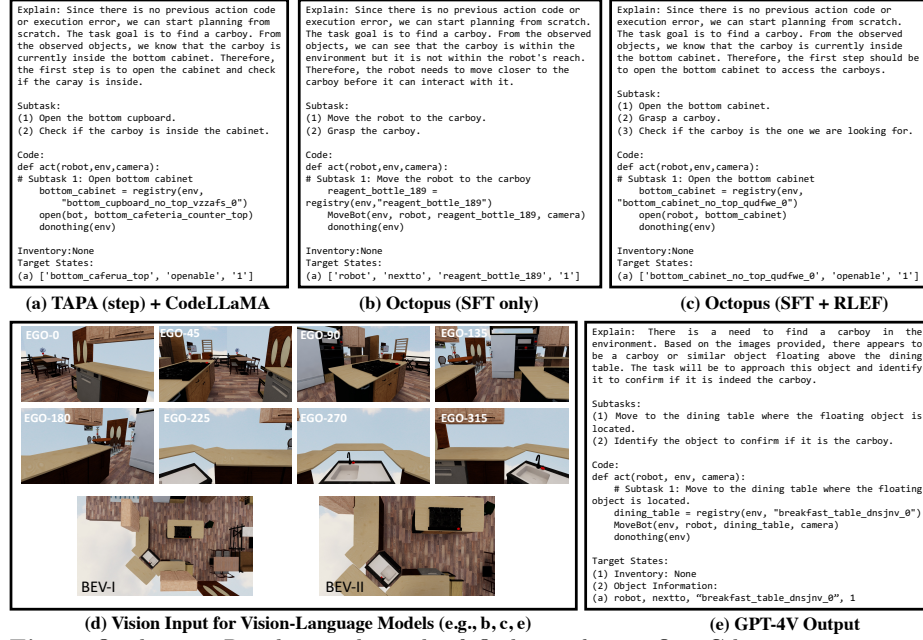 Explain: Since there is no previous action code or
execution error, we can start planning from
scratch. The task goal is to find a carboy. From
the observed objects, we know that the carboy is
currently inside the bottom cabinet. Therefore,
the first step is to open the cabinet and check
if the caray is inside.
Subtask:
(1) Open the bottom cupboard.
(2) Check if the carboy is inside the cabinet.
Code:
def act(robot,env,camera):
# Subtask 1: Open bottom cabinet
bottom_cabinet = registry(env,
"bottom_cupboard_no_top_vzzafs_0")
open(bot, bottom_cafeteria_counter_top)
donothing(env)
Inventory:None
Target States:
(a) ['bottom_caferua_top', 'openable', '1']
(a) TAPA (step) + CodeLLaMA
Explain: Since there is no previous action code or
execution error, we can start planning from scratch.
The task goal is to find a carboy. From the observed
objects, we can see that the carboy is within the
environment but it is not within the robot's reach.
Therefore, the robot needs to move closer to the
carboy before it can interact with it.
Subtask:
(1) Move the robot to the carboy.
(2) Grasp the carboy.
Code:
def act(robot,env,camera):
# Subtask 1: Move the robot to the carboy
reagent_bottle_189 =
registry(env,"reagent_bottle_189")
MoveBot(env, robot, reagent_bottle_189, camera)
donothing(env)
Inventory:None
Target States:
(a) ['robot', 'nextto', 'reagent_bottle_189', '1']
(b) Octopus (SFT only)
Explain: Since there is no previous action code or
execution error, we can start planning from scratch.
The task goal is to find a carboy. From the observed
objects, we know that the carboy is currently inside
the bottom cabinet. Therefore, the first step should be
to open the bottom cabinet to access the carboys.
Subtask:
(1) Open the bottom cabinet.
(2) Grasp a carboy.
(3) Check if the carboy is the one we are looking for.
Code:
def act(robot,env,camera):
# Subtask 1: Open the bottom cabinet
bottom_cabinet = registry(env,
"bottom_cabinet_no_top_qudfwe_0")
open(robot, bottom_cabinet)
donothing(env)
Inventory:None
Target States:
(a) ['bottom_cabinet_no_top_qudfwe_0', 'openable', '1']
(c) Octopus (SFT + RLEF)
EGO-0
EGO-45
EGO-90
EGO-135
EGO-180
EGO-225
EGO-270
EGO-315
BEV-I
BEV-II
(d) Vision Input for Vision-Language Models (e.g., b, c, e)
Explain: There is a need to find a carboy in the
environment. Based on the images provided, there appears to
be a carboy or similar object floating above the dining
table. The task will be to approach this object and identify
it to confirm if it is indeed the carboy.
Subtasks:
(1) Move to the dining table where the floating object is
located.
(2) Identify the object to confirm if it is the carboy.
Code:
def act(robot, env, camera):
# Subtask 1: Move to the dining table where the floating
object is located.
dining_table = registry(env, "breakfast_table_dnsjnv_0")
MoveBot(env, robot, dining_table, camera)
donothing(env)
Target States:
(1) Inventory: None
(2) Object Information:
(a) robot, nextto, “breakfast_table_dnsjnv_0”, 1
(e) GPT-4V Output